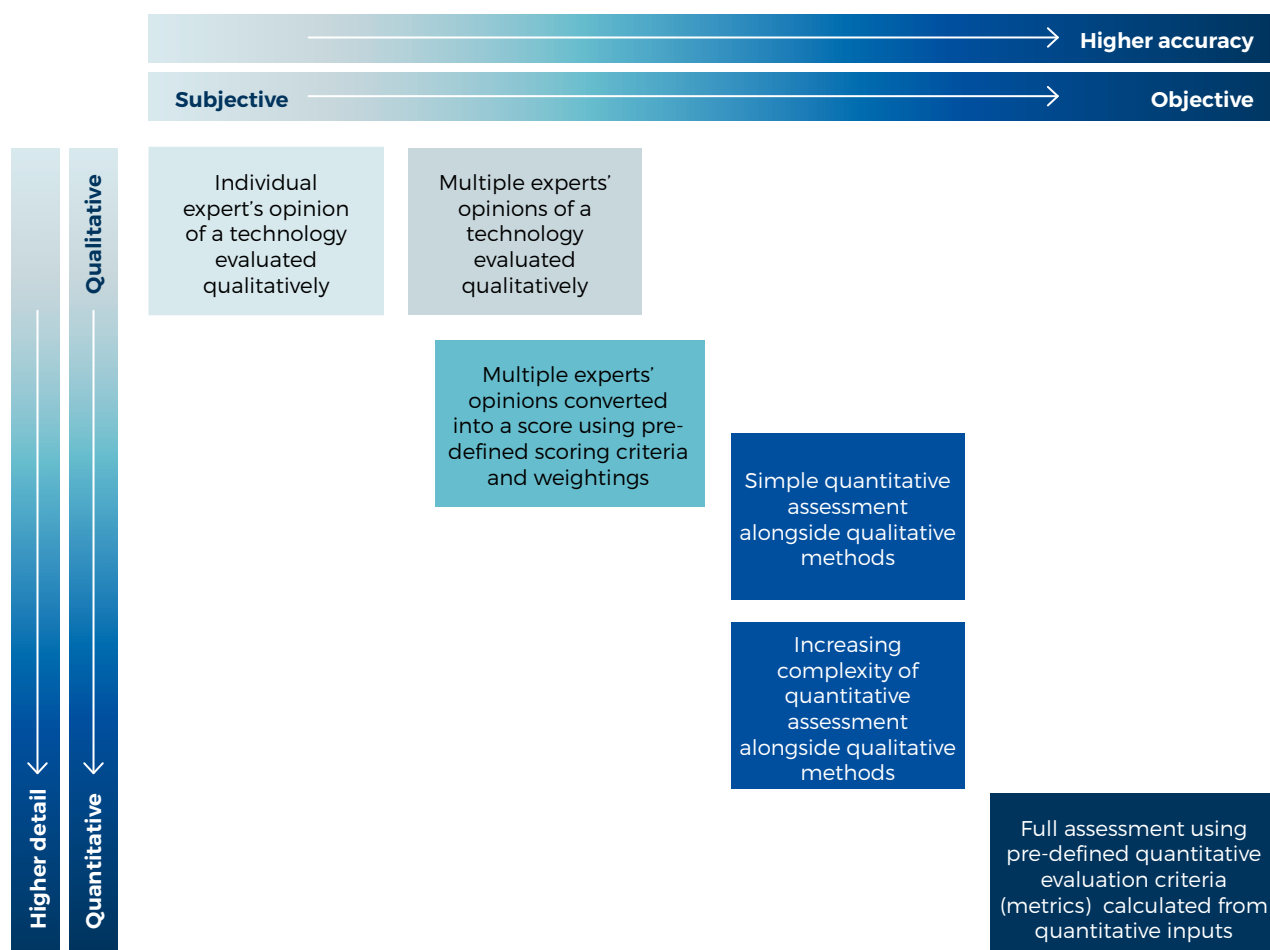 Higher accuracy
Subjective
Objective
Qualitative
Quantitative
Higher detail
Individual
expert’s opinion
of a technology
evaluated
qualitatively
Multiple experts’
opinions of a
technology
evaluated
qualitatively
Multiple experts’
opinions converted
into a score using pre-
defined scoring criteria
and weightings
Simple quantitative
assessment
alongside qualitative
methods
Increasing
complexity of
quantitative
assessment
alongside qualitative
methods
Full assessment using
pre-defined quantitative
evaluation criteria
(metrics) calculated from
quantitative inputs